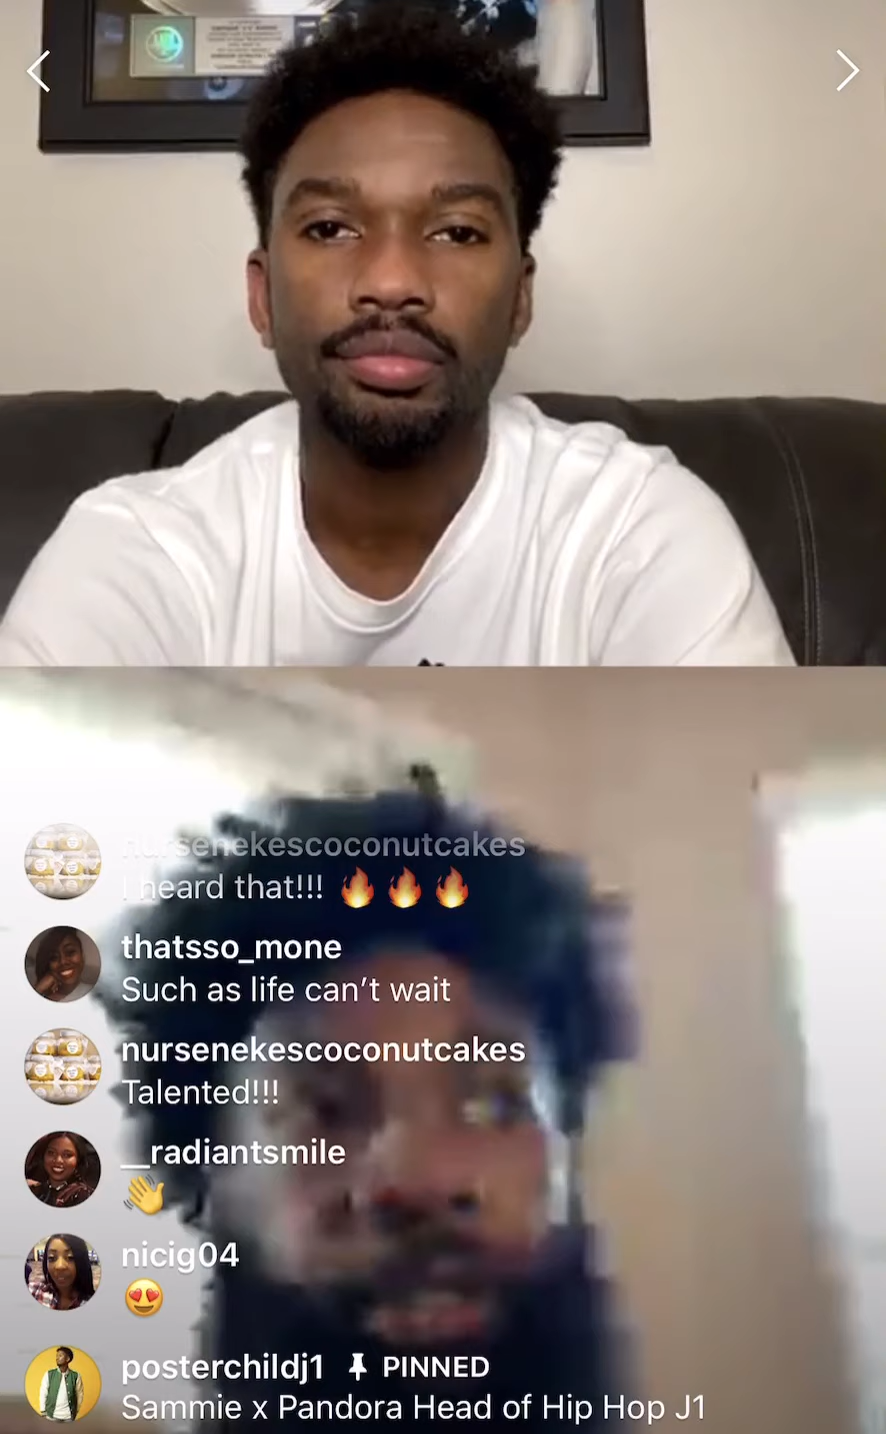 nursenekescoconutcakes
I heard that!!! 🔥🔥🔥
thatsso_mone
Such as life can’t wait
nursenekescoconutcakes
Talented!!!
__radiantsmile
👋
nicig04
😍
posterchildj1 📌 PINNED
Sammie x Pandora Head of Hip Hop J1